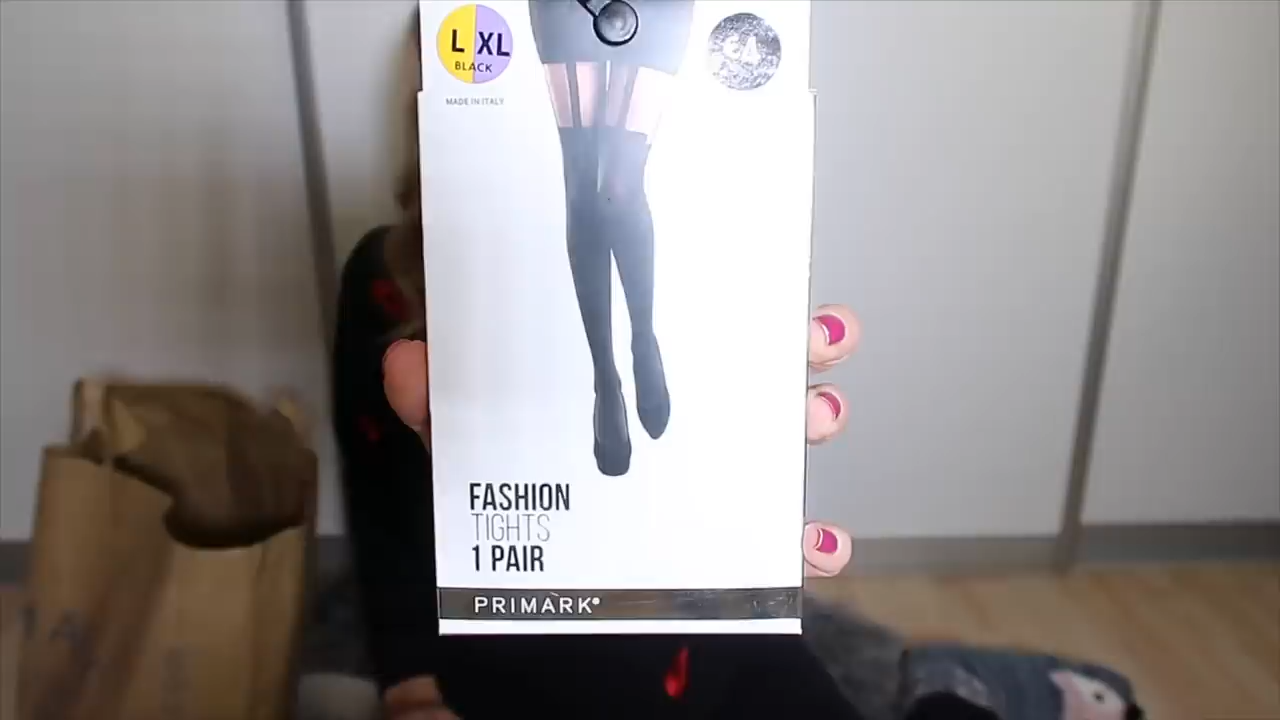 L XL
BLACK
MADE IN ITALY
FASHION
TIGHTS
1 PAIR
PRIMARK